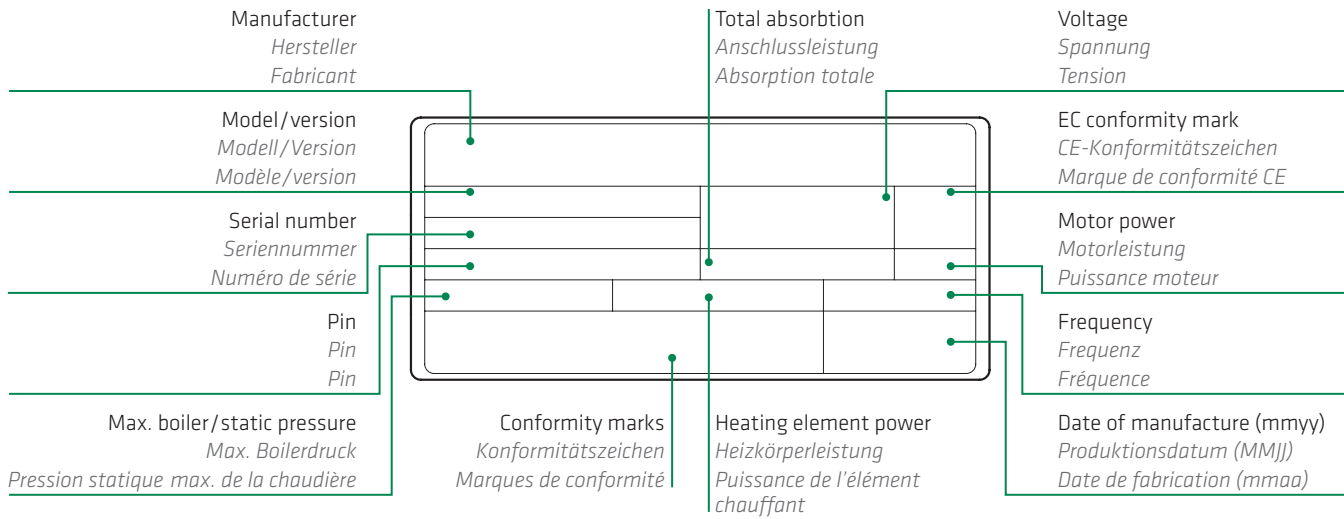 Manufacturer
Hersteller
Fabricant
Model/version
Modell/Version
Modèle/version
Serial number
Seriennummer
Numéro de série
Pin
Pin
Pin
Max. boiler/static pressure
Max. Boilerdruck
Pression statique max. de la chaudière
Total absorbtion
Anschlussleistung
Absorption totale
Conformity marks
Konformitätszeichen
Marques de conformité
Heating element power
Heizkörperleistung
Puissance de l'élément
chauffant
Voltage
Spannung
Tension
EC conformity mark
CE-Konformitätszeichen
Marque de conformité CE
Motor power
Motorleistung
Puissance moteur
Frequency
Frequenz
Fréquence
Date of manufacture (mmyy)
Produktionsdatum (MMJJ)
Date de fabrication (mmaa)